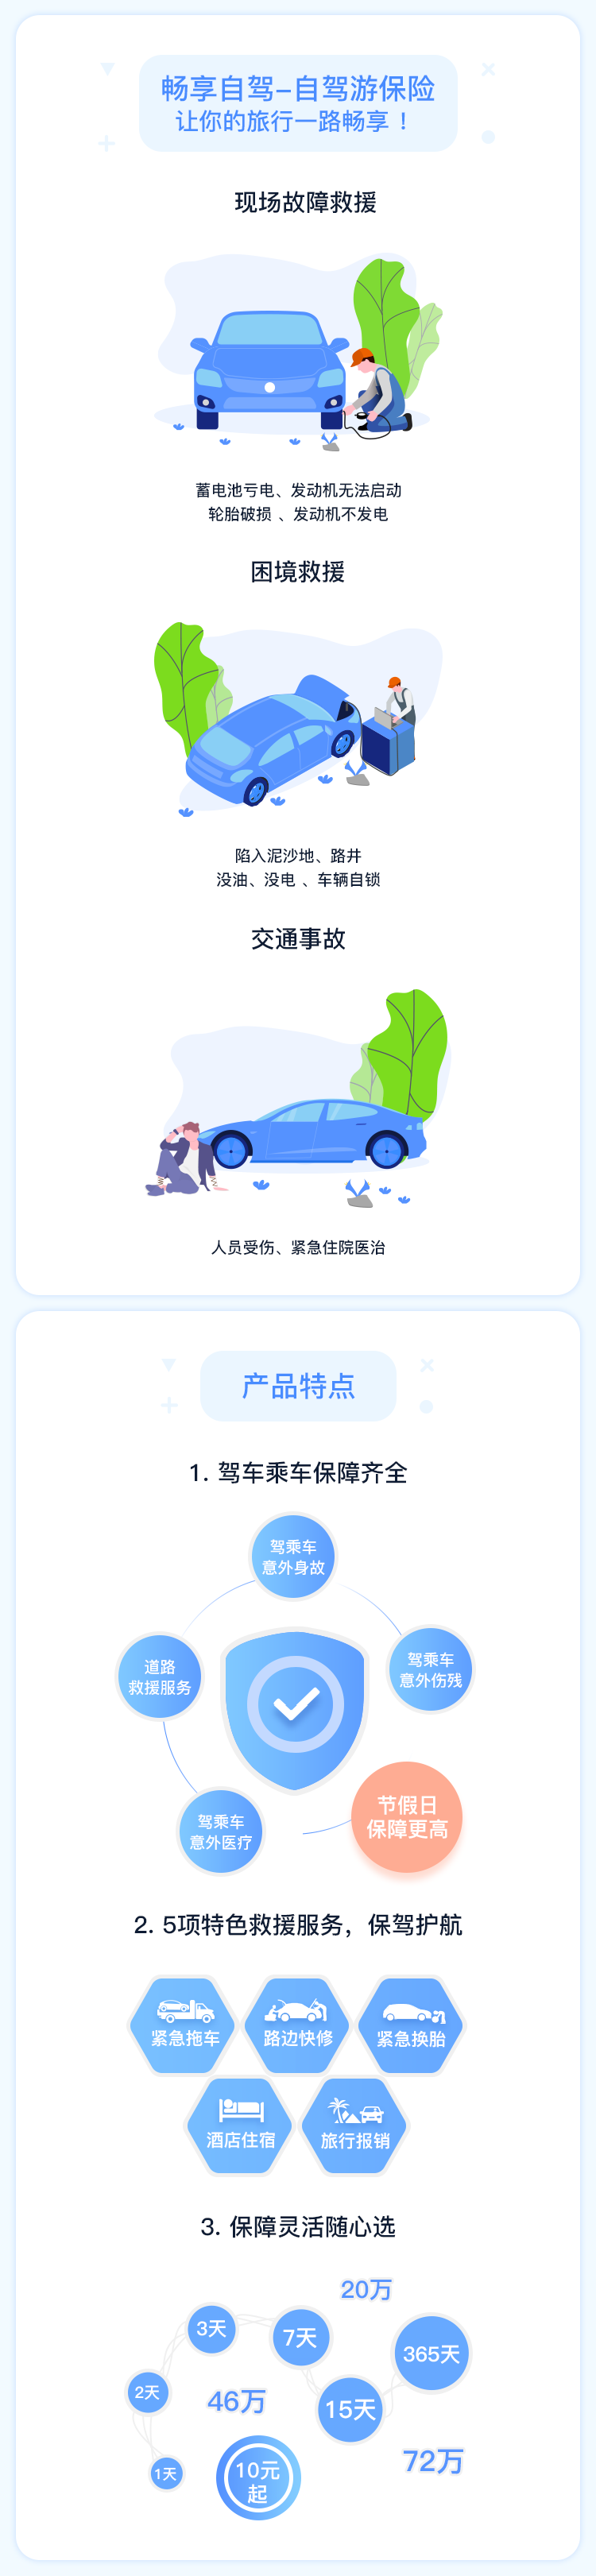 畅享自驾-自驾游保险
让你的旅行一路畅享！
现场故障救援
蓄电池亏电、发动机无法启动
轮胎破损 、发动机不发电
困境救援
陷入泥沙地、路井
没油、没电 、车辆自锁
交通事故
人员受伤、紧急住院医治
产品特点
1. 驾车乘车保障齐全
驾乘车
意外身故
道路
救援服务
驾乘车
意外伤残
驾乘车
意外医疗
节假日
保障更高
2. 5项特色救援服务，保驾护航
紧急拖车
路边快修
紧急换胎
酒店住宿
旅行报销
3. 保障灵活随心选
20万
3天
7天
365天
2天
46万
15天
72万
1天
10元
起